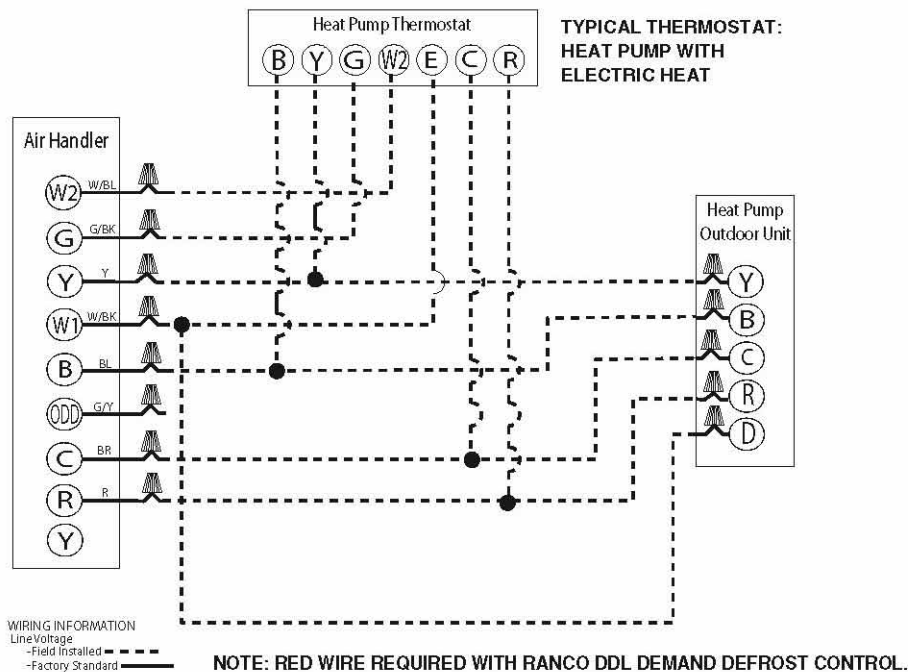 Heat Pump Thermostat
B Y G W2 E C R
TYPICAL THERMOSTAT:
HEAT PUMP WITH
ELECTRIC HEAT
Air Handler
W2 W/BL
G G/BK
Y Y
W1 W/BK
B BL
ODD G/Y
C BR
R R
Y
Heat Pump
Outdoor Unit
Y
B
C
R
D
WIRING INFORMATION
Line Voltage
-Field Installed
-Factory Standard
NOTE: RED WIRE REQUIRED WITH RANCO DDL DEMAND DEFROST CONTROL.